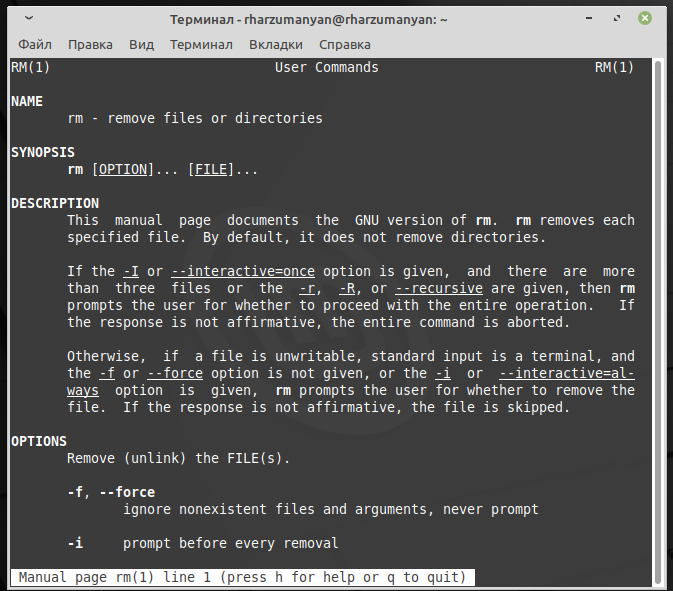 Терминал - rharzumanyan@rharzumanyan: ~
Файл Правка Вид Терминал Вкладки Справка
RM(1) User Commands RM(1)
NAME
rm - remove files or directories
SYNOPSIS
rm [OPTION]... [FILE]...
DESCRIPTION
This manual page documents the GNU version of rm. rm removes each
specified file. By default, it does not remove directories.
If the -I or --interactive=once option is given, and there are more
than three files or the -r, -R, or --recursive are given, then rm
prompts the user for whether to proceed with the entire operation. If
the response is not affirmative, the entire command is aborted.
Otherwise, if a file is unwritable, standard input is a terminal, and
the -f or --force option is not given, or the -i or --interactive=al-
ways option is given, rm prompts the user for whether to remove the
file. If the response is not affirmative, the file is skipped.
OPTIONS
Remove (unlink) the FILE(s).
-f, --force
ignore nonexistent files and arguments, never prompt
-i prompt before every removal
Manual page rm(1) line 1 (press h for help or q to quit)